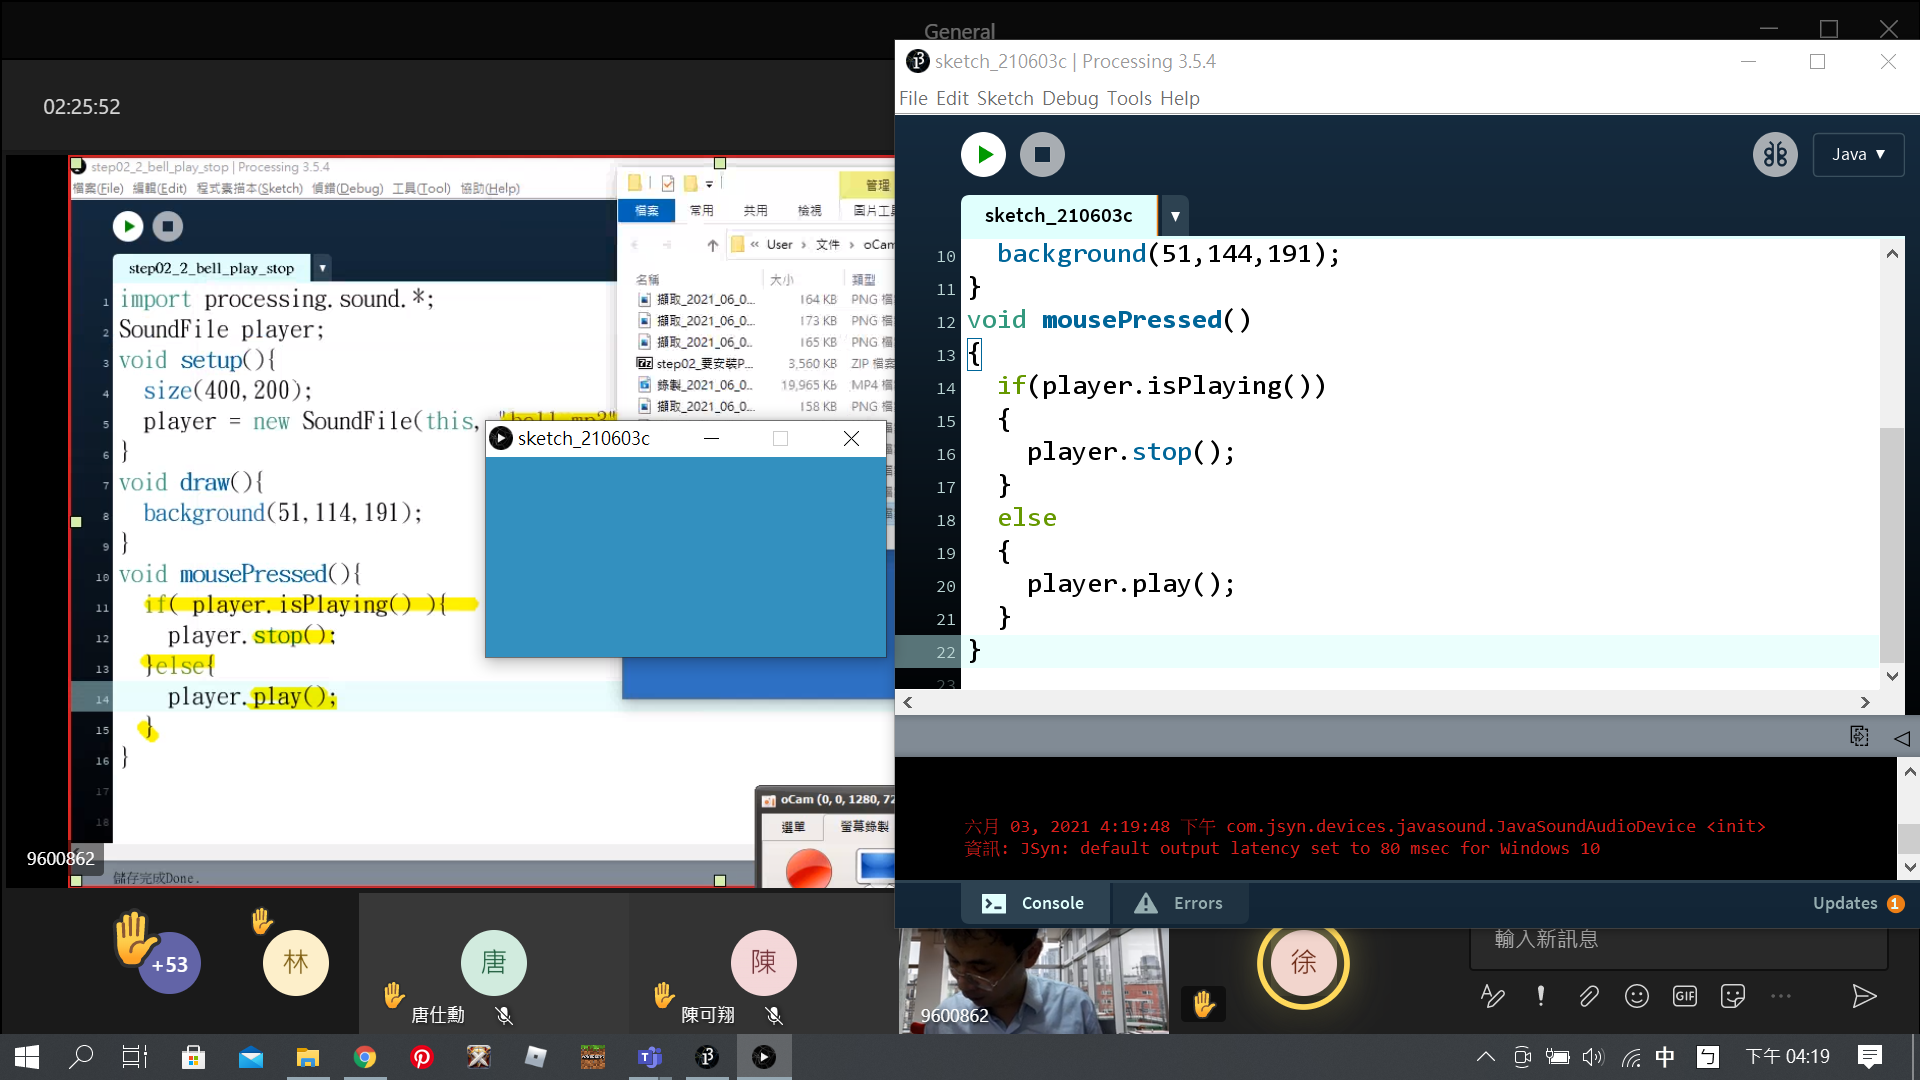 General
02:25:52
step02_2_bell_play_stop | Processing 3.5.4
檔案(File) 編輯(Edit) 程式案描本(Sketch) 偵錯(Debug) 工具(Tool) 協助(Help)
step02_2_bell_play_stop ▼
1 import processing.sound.*;
2 SoundFile player;
3 void setup(){
4 size(400,200);
5 player = new SoundFile(this, "bell.mp3"
6 }
7 void draw(){
8 background(51,114,191);
9 }
10 void mousePressed(){
11 if( player.isPlaying() ){
12 player.stop();
13 }else{
14 player.play();
15 }
16 }
17
18
儲存完成Done.
9600862
管理
檔案 常用 共用 檢視 圖片工具
« User › 文件 › oCam
名稱 大小 類型
擷取_2021_06_0... 164 KB PNG 檔
擷取_2021_06_0... 173 KB PNG 檔
擷取_2021_06_0... 165 KB PNG 檔
step02_要安裝P... 3,560 KB ZIP 檔案
錄製_2021_06_0... 19,965 KB MP4 檔
擷取_2021_06_0... 158 KB PNG 檔
sketch_210603c
oCam (0, 0, 1280, 72
選單 螢幕錄製
sketch_210603c | Processing 3.5.4
File Edit Sketch Debug Tools Help
Java ▼
sketch_210603c ▼
10 background(51,144,191);
11 }
12 void mousePressed()
13 {
14 if(player.isPlaying())
15 {
16 player.stop();
17 }
18 else
19 {
20 player.play();
21 }
22 }
23
六月 03, 2021 4:19:48 下午 com.jsyn.devices.javasound.JavaSoundAudioDevice <init>
資訊: JSyn: default output latency set to 80 msec for Windows 10
Console Errors Updates 1
+53
林
唐
唐仕勳
陳
陳可翔
9600862
徐
輸入新訊息
GIF
中 下午 04:19